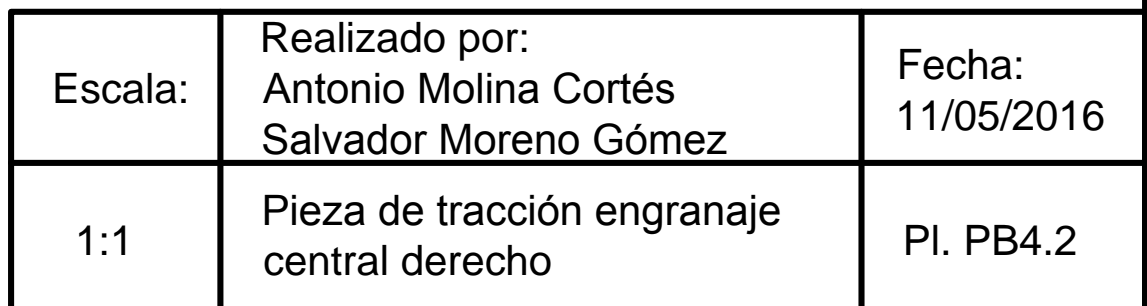 Escala:
Realizado por:
Antonio Molina Cortés
Salvador Moreno Gómez
Fecha:
11/05/2016
1:1
Pieza de tracción engranaje
central derecho
Pl. PB4.2